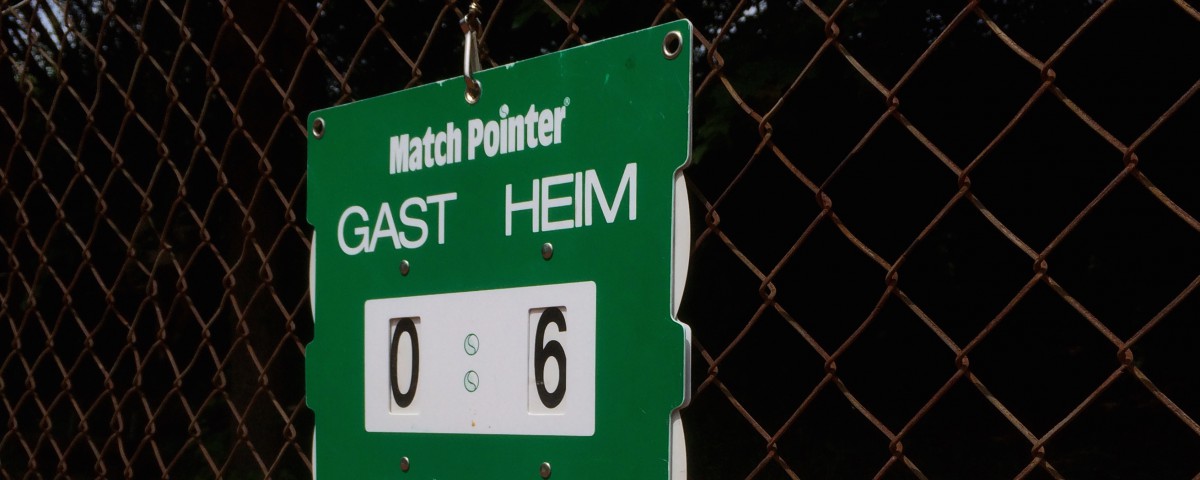 Match Pointer®
GAST HEIM
0 : 6